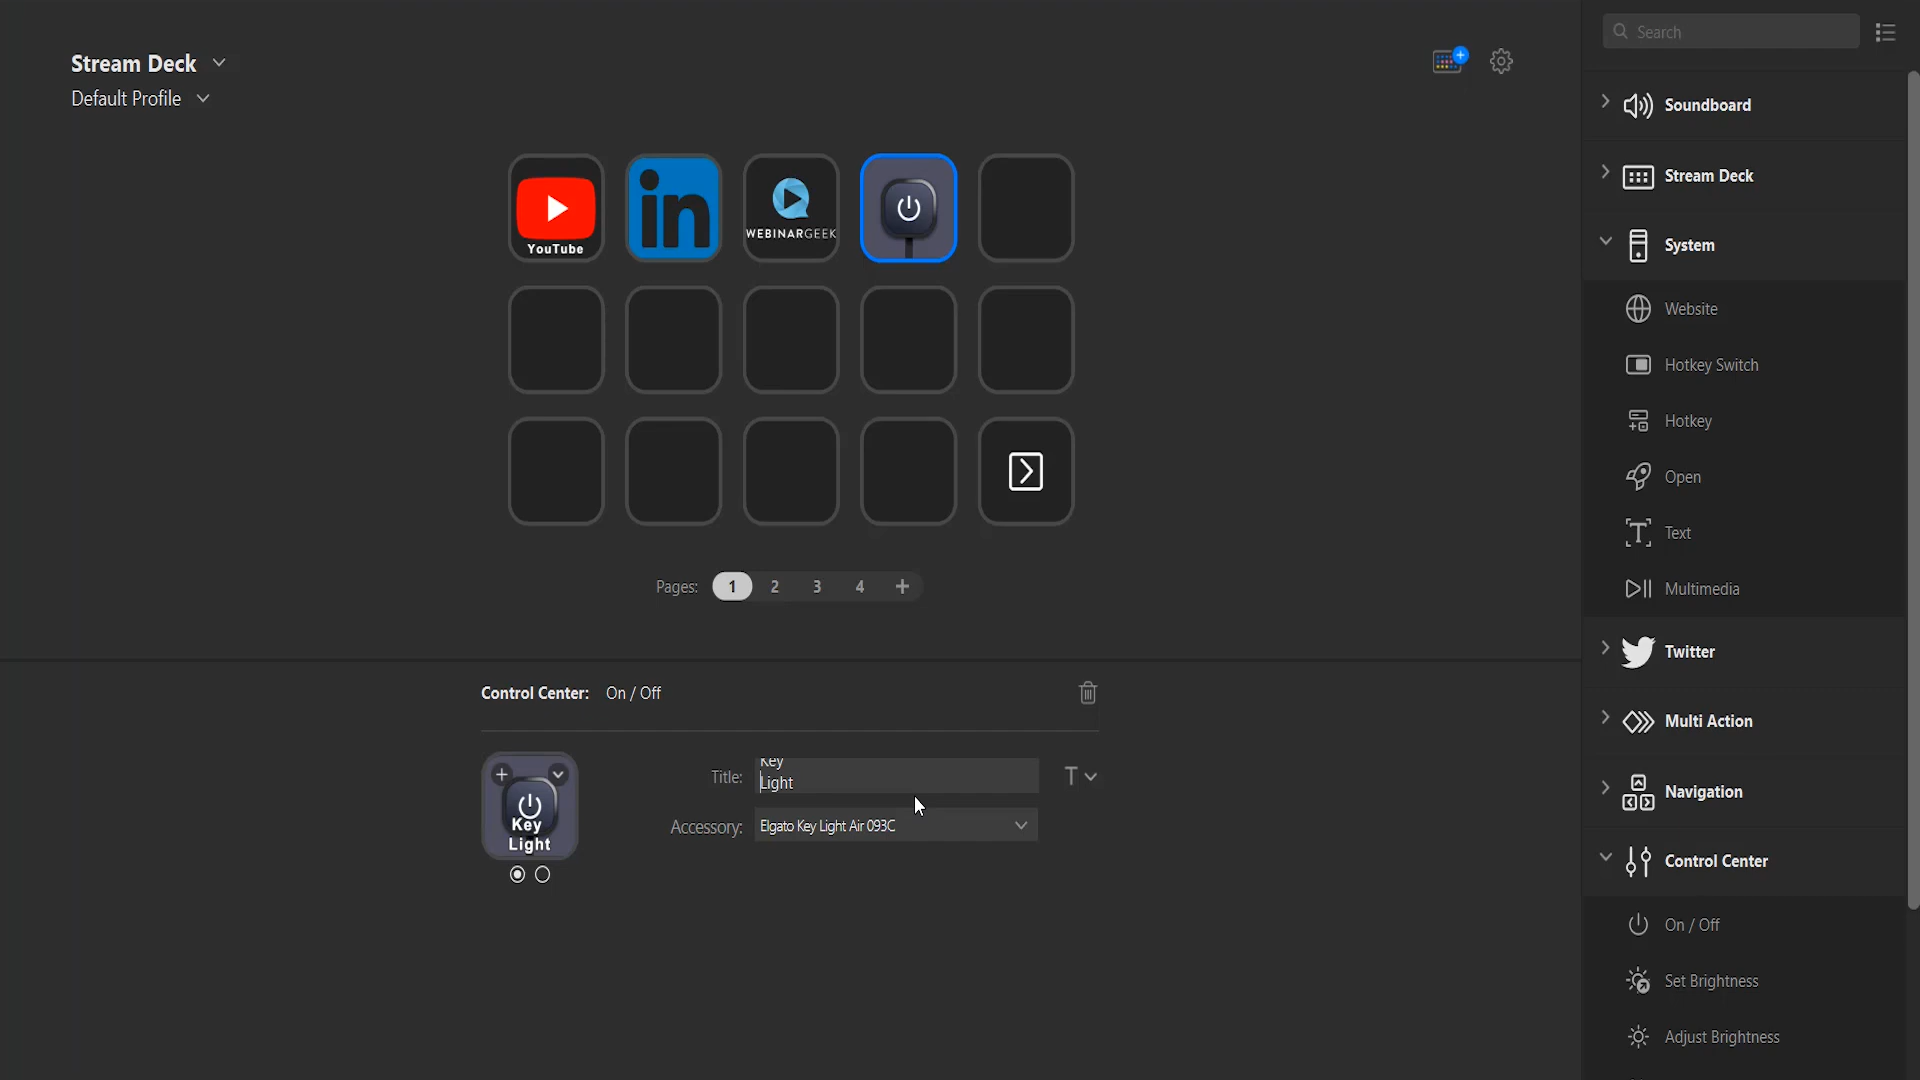 Search
Stream Deck
Default Profile
Soundboard
Stream Deck
System
Website
Hotkey Switch
Hotkey
Open
Text
Multimedia
Twitter
Multi Action
Navigation
Control Center
On / Off
Set Brightness
Adjust Brightness
YouTube
in
WEBINARGEEK
Pages: 1 2 3 4 +
Control Center: On / Off
Key
Light
Title:
Key
Light
T
Accessory: Elgato Key Light Air 093C